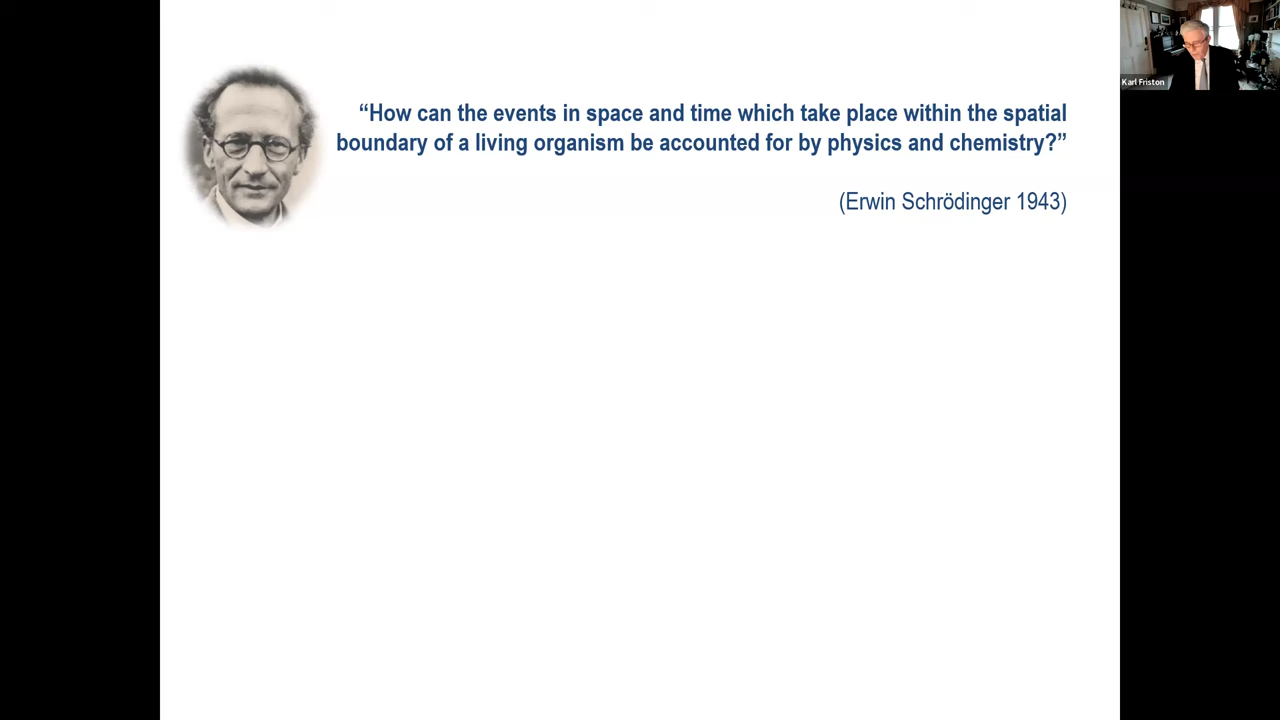 “How can the events in space and time which take place within the spatial
boundary of a living organism be accounted for by physics and chemistry?”
(Erwin Schrödinger 1943)
Karl Friston